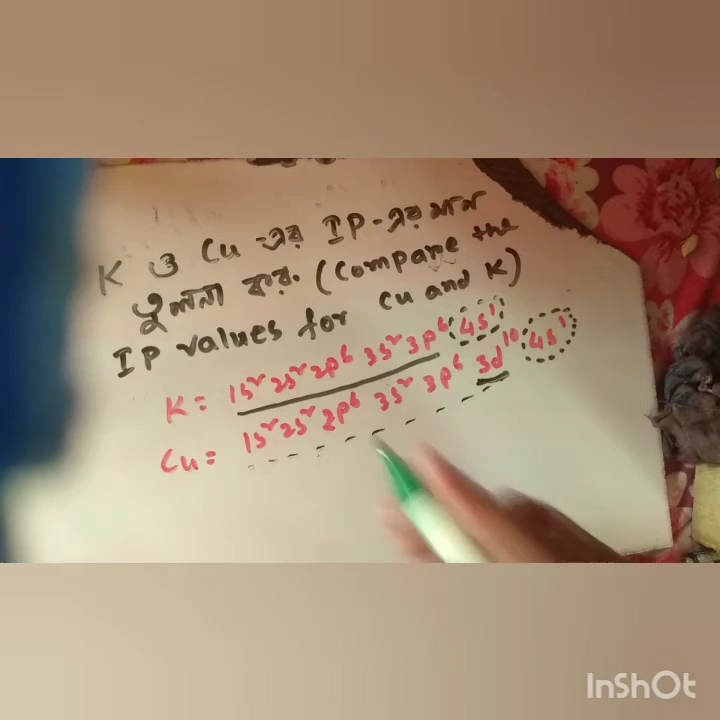 K ও Cu-এর IP-এর মান
তুলনা কর. (Compare the
IP values for Cu and K)
K = 1s² 2s² 2p⁶ 3s² 3p⁶ 4s¹
Cu = 1s² 2s² 2p⁶ 3s² 3p⁶ 3d¹⁰ 4s¹
InShOt